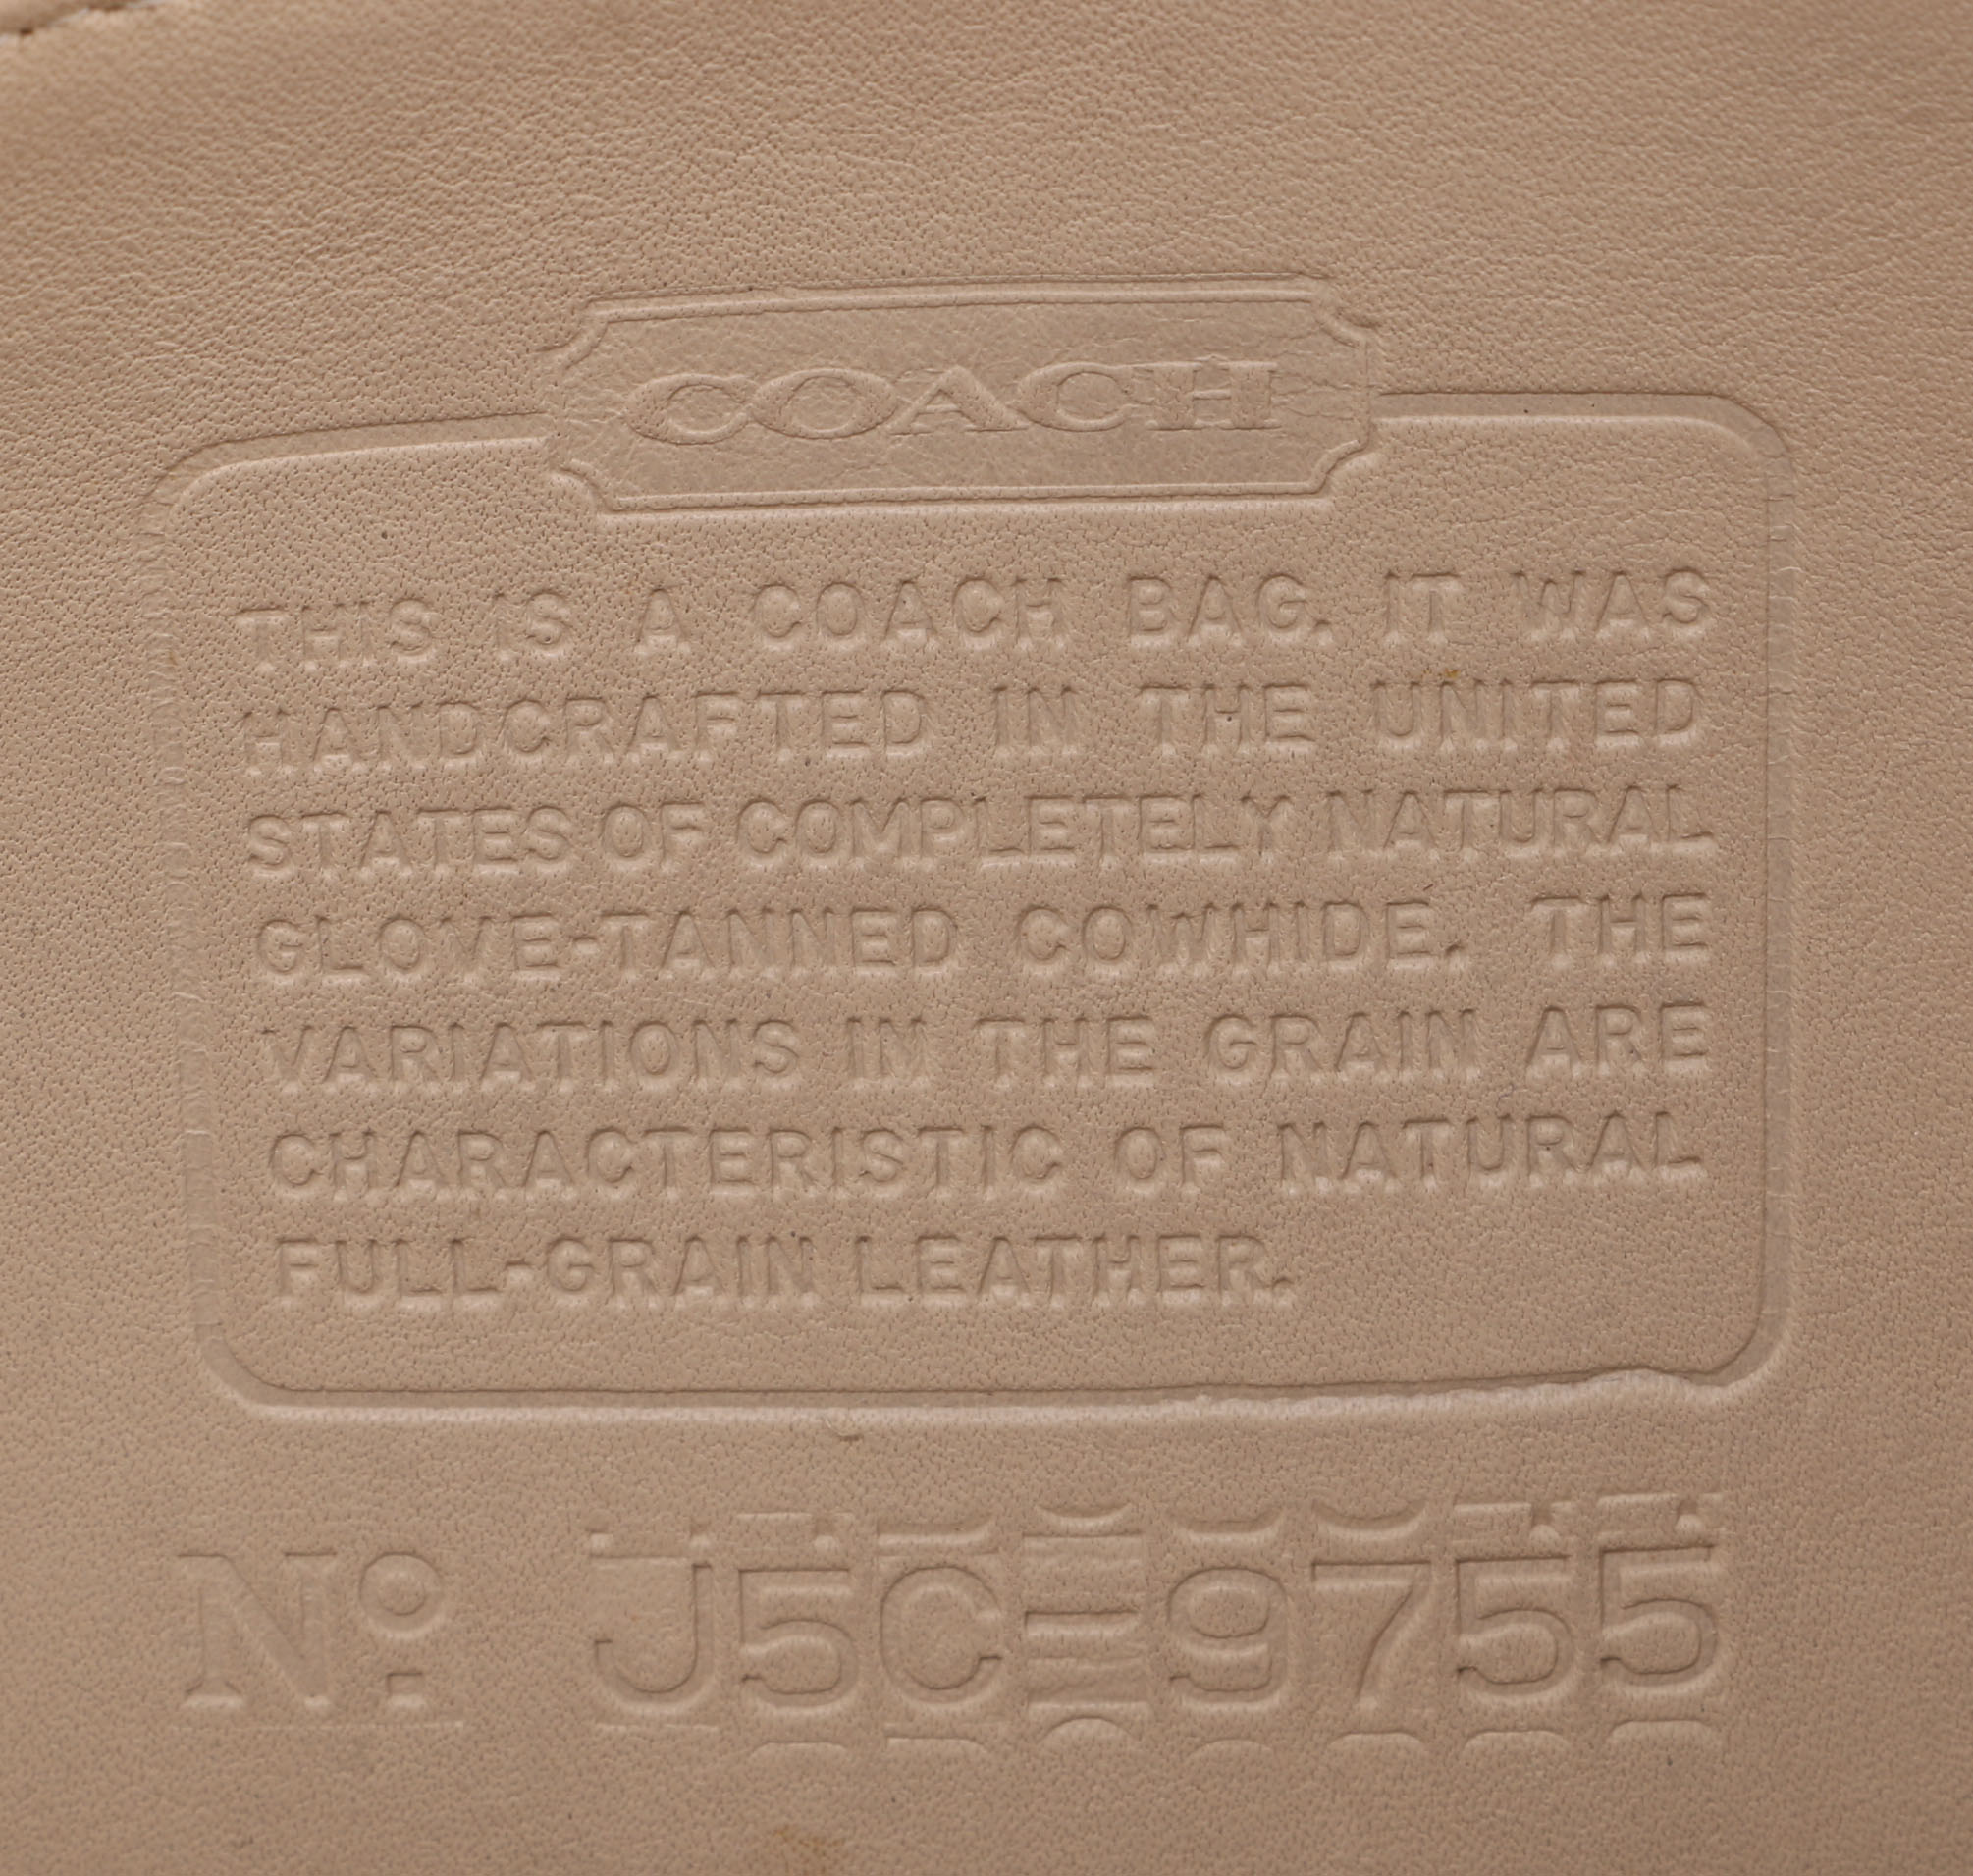 COACH
THIS IS A COACH BAG. IT WAS
HANDCRAFTED IN THE UNITED
STATES OF COMPLETELY NATURAL
GLOVE-TANNED COWHIDE. THE
VARIATIONS IN THE GRAIN ARE
CHARACTERISTIC OF NATURAL
FULL-GRAIN LEATHER.
Nº J5C-9755